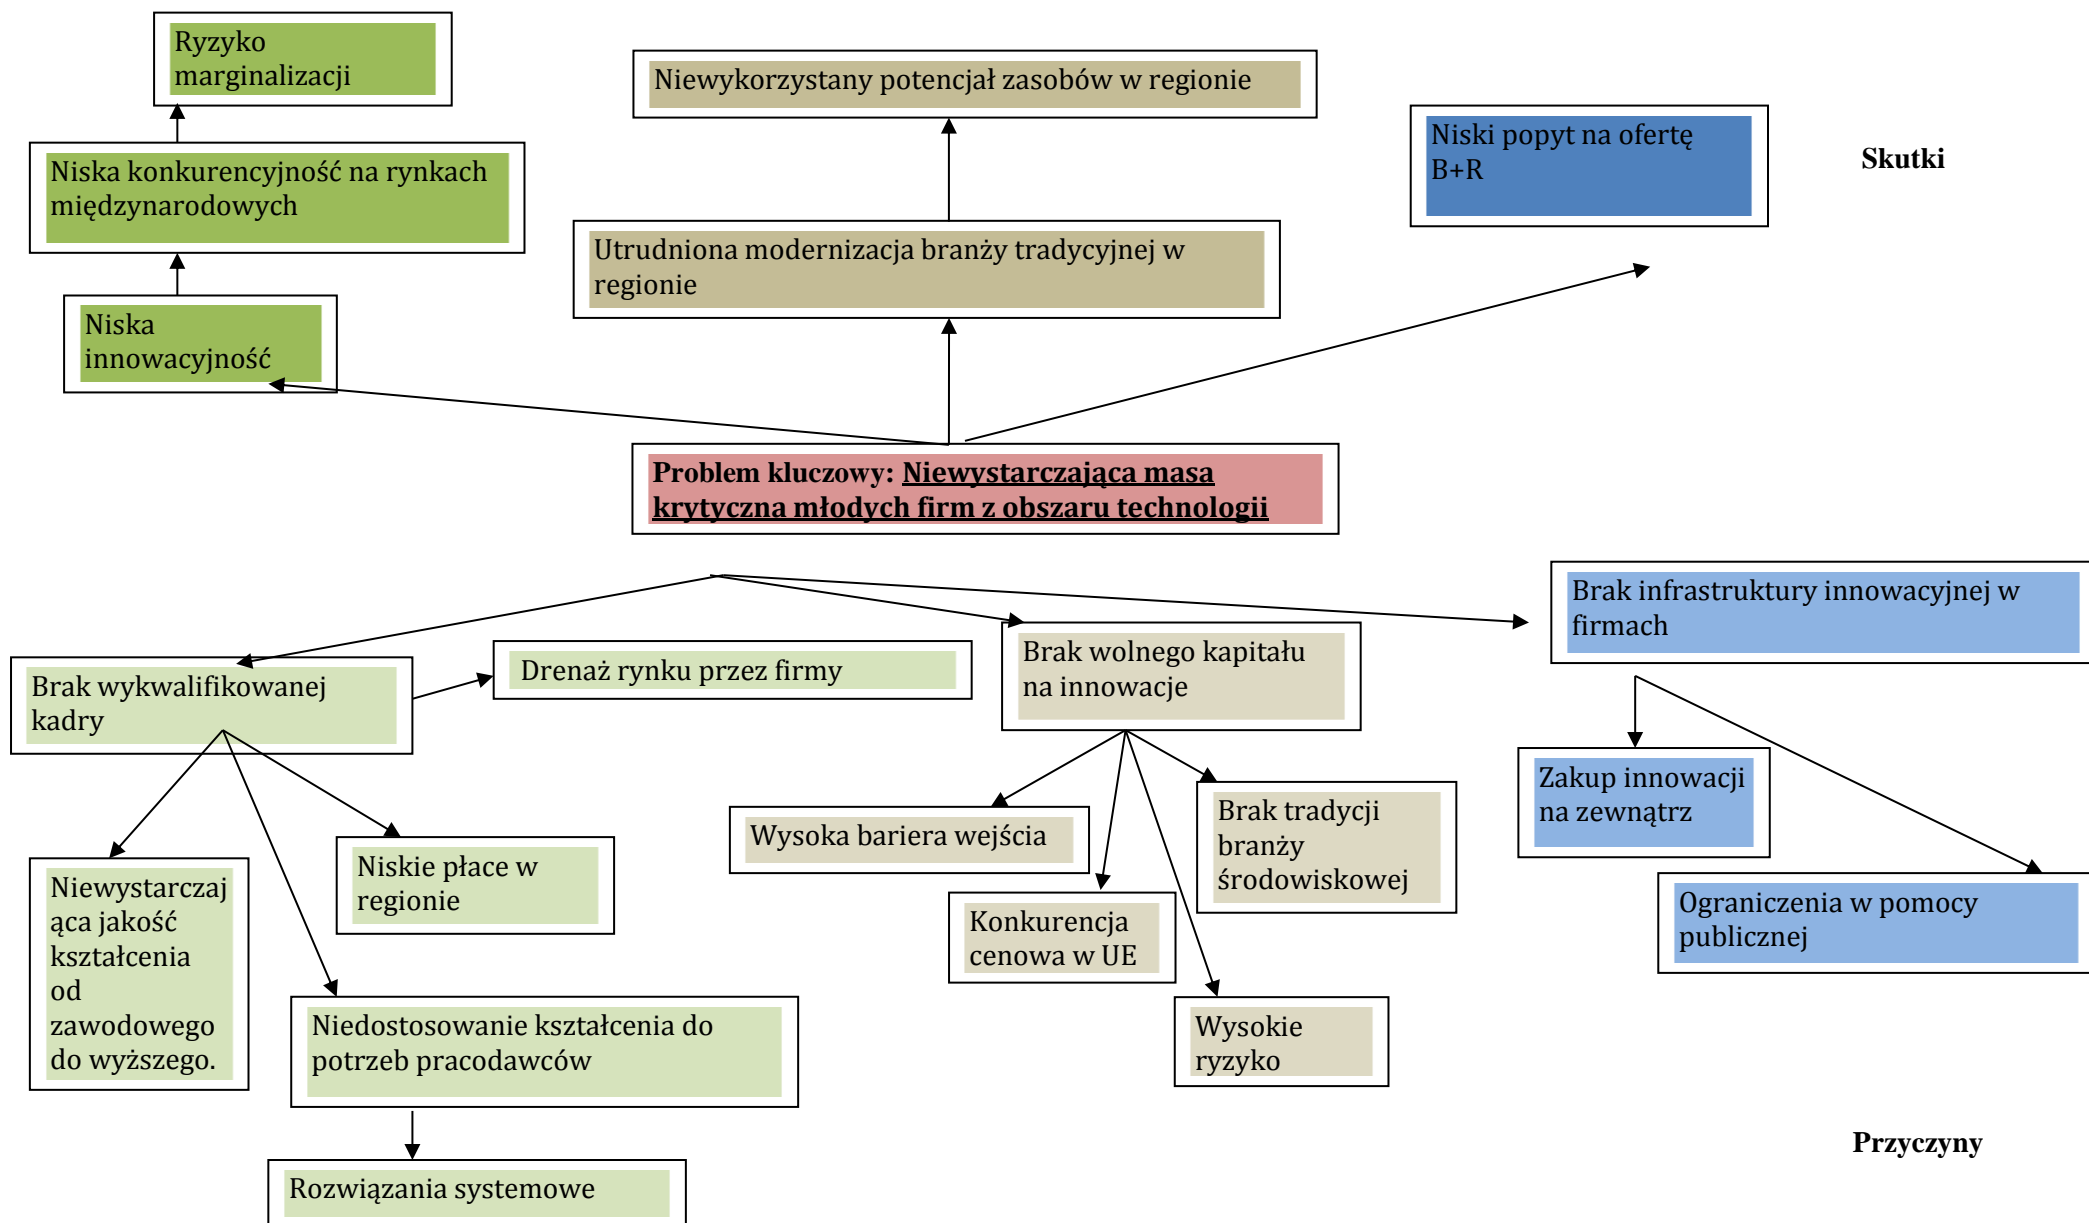 Ryzyko
marginalizacji
Niewykorzystany potencjał zasobów w regionie
Niski popyt na ofertę
B+R
Skutki
Niska konkurencyjność na rynkach
międzynarodowych
Utrudniona modernizacja branży tradycyjnej w
regionie
Niska
innowacyjność
Problem kluczowy: Niewystarczająca masa
krytyczna młodych firm z obszaru technologii
Brak infrastruktury innowacyjnej w
firmach
Brak wykwalifikowanej
kadry
Drenaż rynku przez firmy
Brak wolnego kapitału
na innowacje
Zakup innowacji
na zewnątrz
Wysoka bariera wejścia
Brak tradycji
branży
środowiskowej
Niskie płace w
regionie
Niewystarczaj
ąca jakość
kształcenia
od
zawodowego
do wyższego.
Konkurencja
cenowa w UE
Ograniczenia w pomocy
publicznej
Niedostosowanie kształcenia do
potrzeb pracodawców
Wysokie
ryzyko
Przyczyny
Rozwiązania systemowe